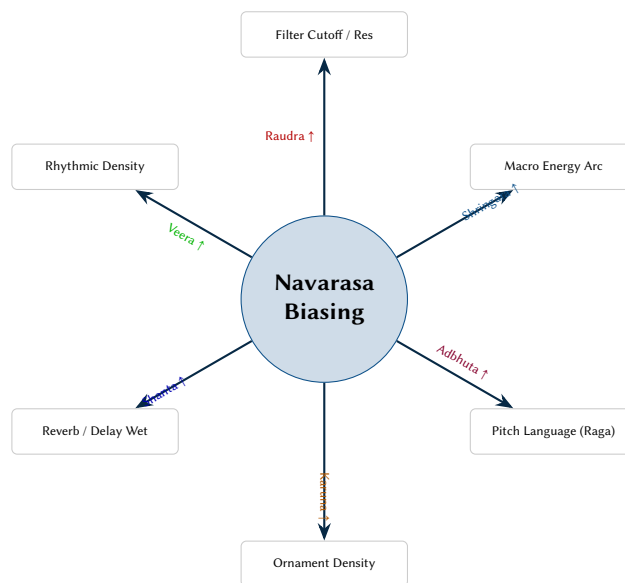 Filter Cutoff / Res
Raudra ↑
Rhythmic Density
Macro Energy Arc
Veera ↑
Navarasa
Biasing
Adbhuta ↑
Reverb / Delay Wet
Pitch Language (Raga)
Karuna ↑
Ornament Density